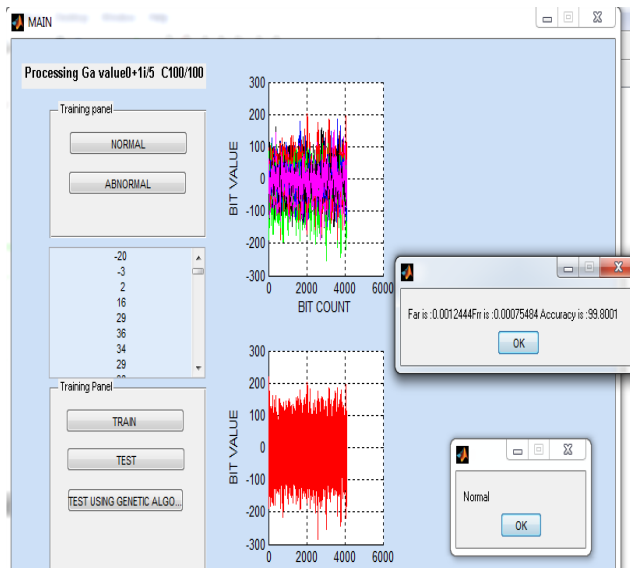 MAIN
Processing Ga value0+1i/5 C100/100
Training panel
NORMAL
ABNORMAL
-20
-3
2
16
29
36
34
29
Training Panel
TRAIN
TEST
TEST USING GENETIC ALGO...
300
200
100
0
-100
-200
-300
BIT VALUE
0 2000 4000 6000
BIT COUNT
300
200
100
0
-100
-200
-300
BIT VALUE
0 2000 4000 6000
Far is :0.0012444Frr is :0.00075484 Accuracy is :99.8001
OK
Normal
OK